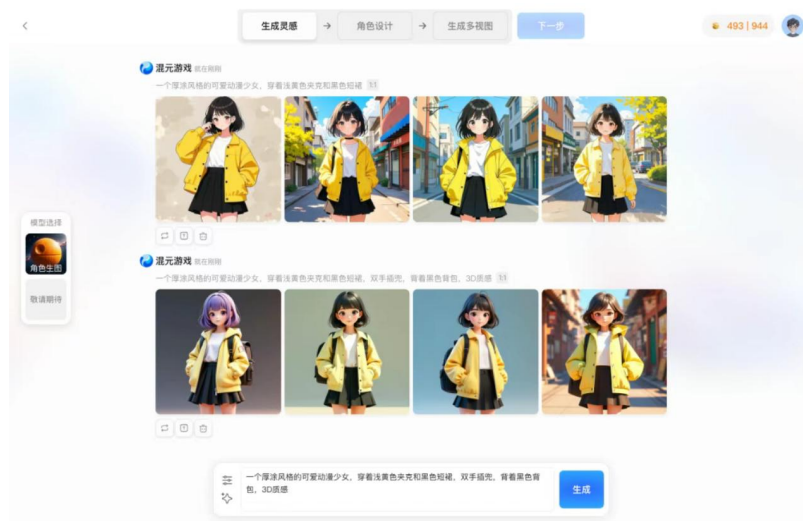 生成灵感 → 角色设计 → 生成多视图 下一步 493 | 944
混元游戏 就在刚刚
一个厚涂风格的可爱动漫少女，穿着浅黄色夹克和黑色短裙 1:1
模型选择
角色生图
敬请期待
混元游戏 就在刚刚
一个厚涂风格的可爱动漫少女，穿着浅黄色夹克和黑色短裙，双手插兜，背着黑色背包，3D质感 1:1
一个厚涂风格的可爱动漫少女，穿着浅黄色夹克和黑色短裙，双手插兜，背着黑色背
包，3D质感
生成